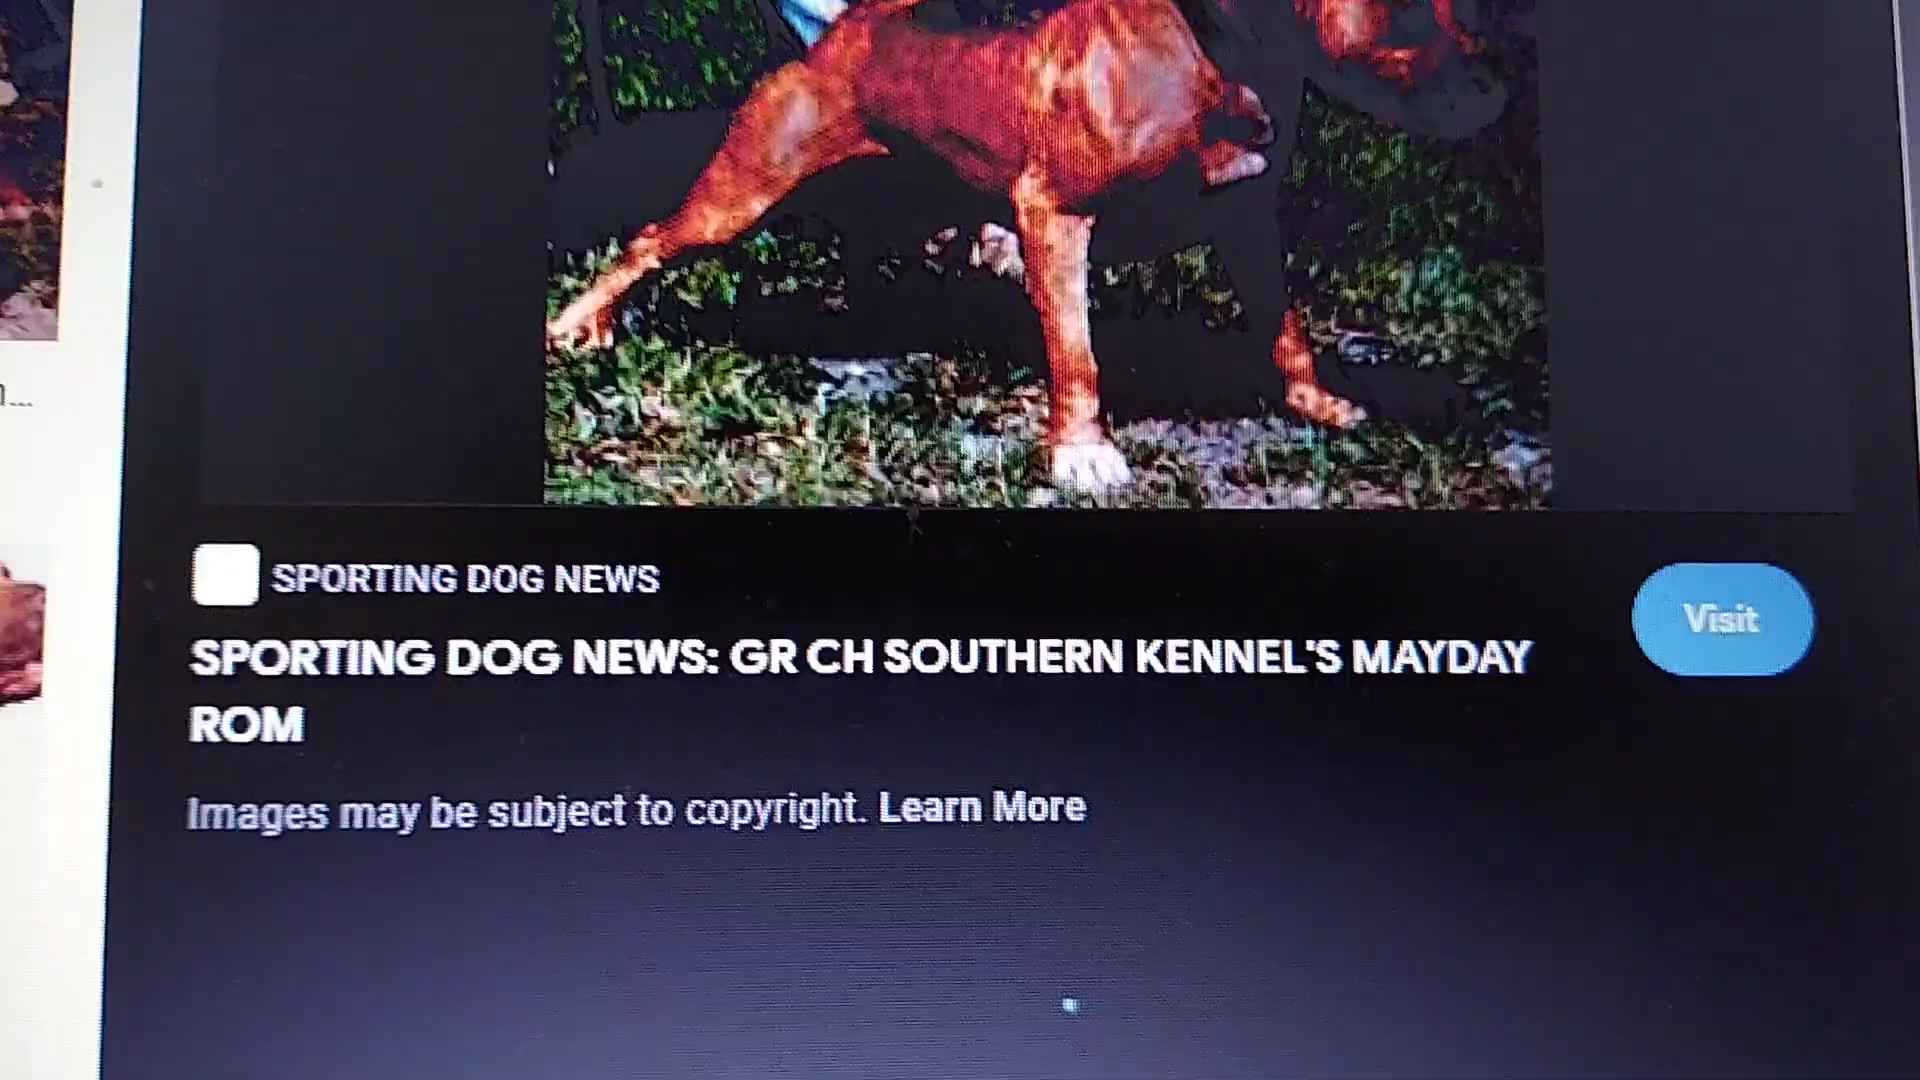 SPORTING DOG NEWS
SPORTING DOG NEWS: GR CH SOUTHERN KENNEL'S MAYDAY
ROM
Visit
Images may be subject to copyright. Learn More